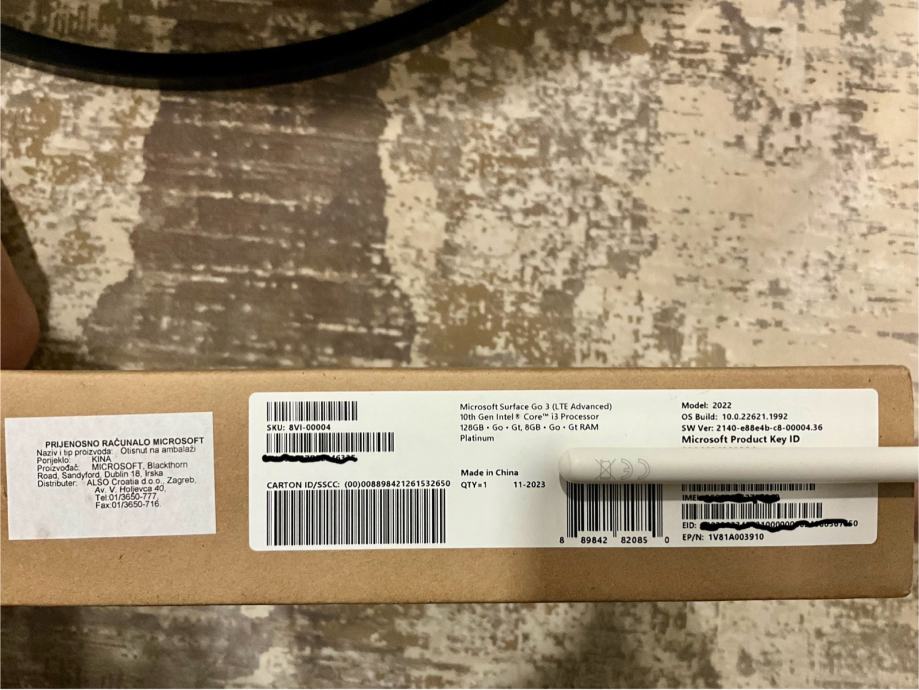 PRIJENOSNO RAČUNALO MICROSOFT
Naziv i tip proizvoda: Otisnut na ambalaži
Porijeklo: KINA
Proizvođač: MICROSOFT, Blackthorn
Road, Sandyford, Dublin 18, Irska
Distributer: ALSO Croatia d.o.o., Zagreb,
Av. V. Holjevca 40,
Tel:01/3650-777,
Fax:01/3650-716.
SKU: 8VI-00004
CARTON ID/SSCC: (00)008898421261532650
Microsoft Surface Go 3 (LTE Advanced)
10th Gen Intel® Core™ i3 Processor
128GB • Go • Gt, 8GB • Go • Gt RAM
Platinum
Made in China
QTY=1 11-2023
8 89842 82085 0
Model: 2022
OS Build: 10.0.22621.1992
SW Ver: 2140-e88e4b-c8-00004.36
Microsoft Product Key ID
IMEI
EID:
EP/N: 1V81A003910